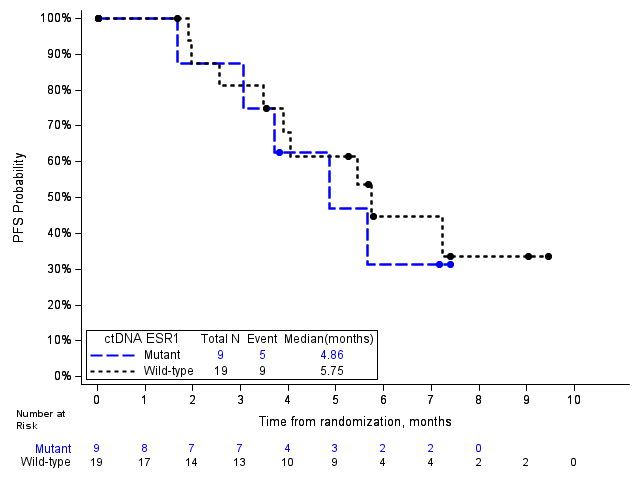 100%
90%
80%
70%
60%
50%
40%
30%
20%
10%
0%
PFS Probability
ctDNA ESR1 Total N Event Median(months)
Mutant 9 5 4.86
Wild-type 19 9 5.75
0 1 2 3 4 5 6 7 8 9 10
Time from randomization, months
Number at
Risk
Mutant 9 8 7 7 4 3 2 2 0
Wild-type 19 17 14 13 10 9 4 4 2 2 0